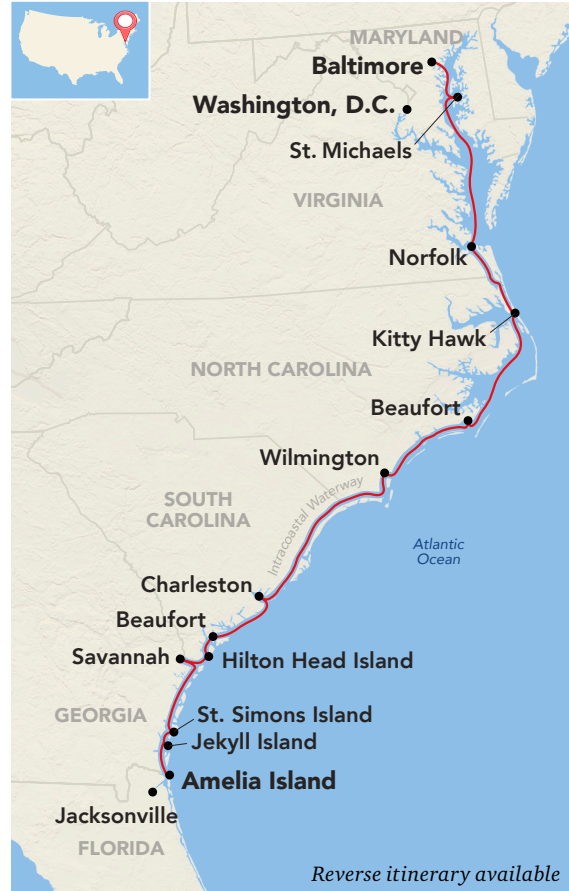 MARYLAND
Baltimore
Washington, D.C.
St. Michaels
VIRGINIA
Norfolk
Kitty Hawk
NORTH CAROLINA
Beaufort
Wilmington
Intracoastal Waterway
SOUTH
CAROLINA
Atlantic
Ocean
Charleston
Beaufort
Savannah
Hilton Head Island
GEORGIA
St. Simons Island
Jekyll Island
Amelia Island
Jacksonville
FLORIDA
Reverse itinerary available